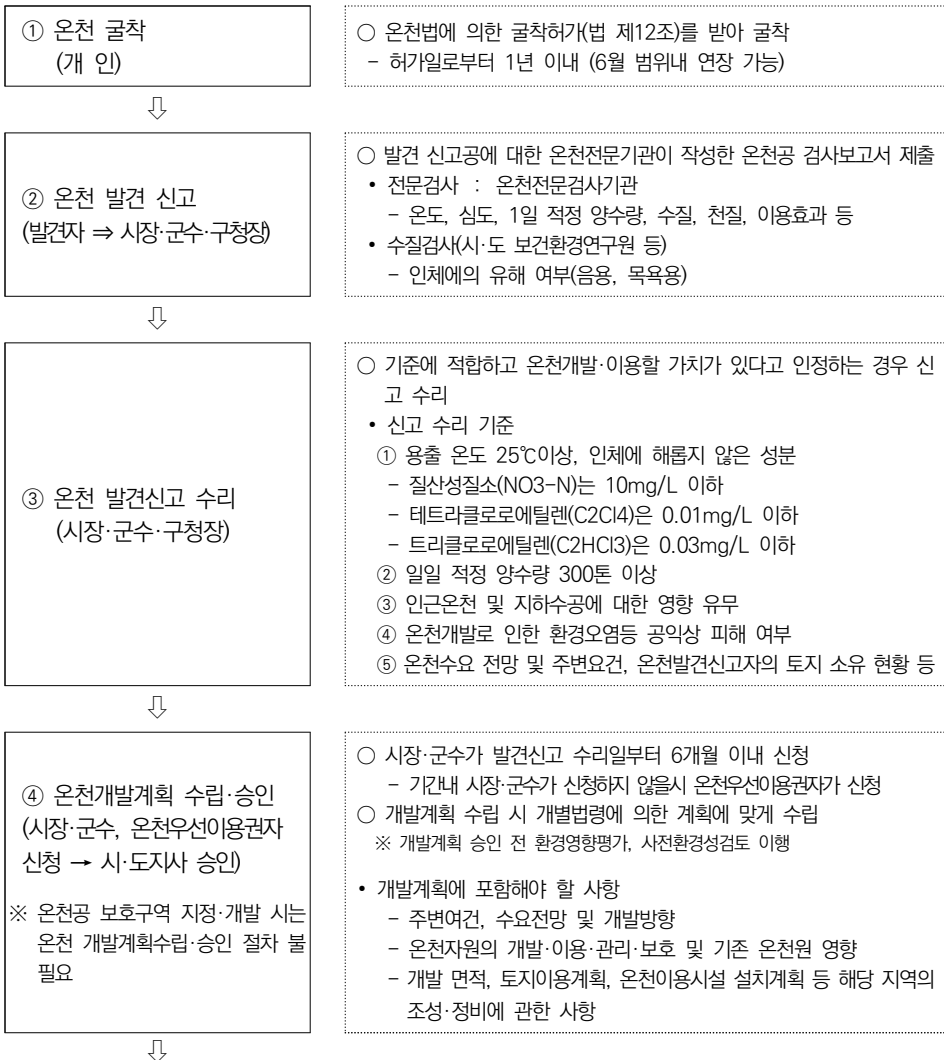 ① 온천 굴착
(개 인)
○ 온천법에 의한 굴착허가(법 제12조)를 받아 굴착
- 허가일로부터 1년 이내 (6월 범위내 연장 가능)
⇩
② 온천 발견 신고
(발견자 ⇒ 시장·군수·구청장)
○ 발견 신고공에 대한 온천전문기관이 작성한 온천공 검사보고서 제출
• 전문검사 : 온천전문검사기관
- 온도, 심도, 1일 적정 양수량, 수질, 천질, 이용효과 등
• 수질검사(시·도 보건환경연구원 등)
- 인체에의 유해 여부(음용, 목욕용)
⇩
③ 온천 발견신고 수리
(시장·군수·구청장)
○ 기준에 적합하고 온천개발·이용할 가치가 있다고 인정하는 경우 신
고 수리
• 신고 수리 기준
① 용출 온도 25℃이상, 인체에 해롭지 않은 성분
- 질산성질소(NO3-N)는 10mg/L 이하
- 테트라클로로에틸렌(C2Cl4)은 0.01mg/L 이하
- 트리클로로에틸렌(C2HCl3)은 0.03mg/L 이하
② 일일 적정 양수량 300톤 이상
③ 인근온천 및 지하수공에 대한 영향 유무
④ 온천개발로 인한 환경오염등 공익상 피해 여부
⑤ 온천수요 전망 및 주변요건, 온천발견신고자의 토지 소유 현황 등
⇩
④ 온천개발계획 수립·승인
(시장·군수, 온천우선이용권자
신청 → 시·도지사 승인)
※ 온천공 보호구역 지정·개발 시는
온천 개발계획수립·승인 절차 불
필요
○ 시장·군수가 발견신고 수리일부터 6개월 이내 신청
- 기간내 시장·군수가 신청하지 않을시 온천우선이용권자가 신청
○ 개발계획 수립 시 개별법령에 의한 계획에 맞게 수립
※ 개발계획 승인 전 환경영향평가, 사전환경성검토 이행
• 개발계획에 포함해야 할 사항
- 주변여건, 수요전망 및 개발방향
- 온천자원의 개발·이용·관리·보호 및 기존 온천원 영향
- 개발 면적, 토지이용계획, 온천이용시설 설치계획 등 해당 지역의
조성·정비에 관한 사항
⇩